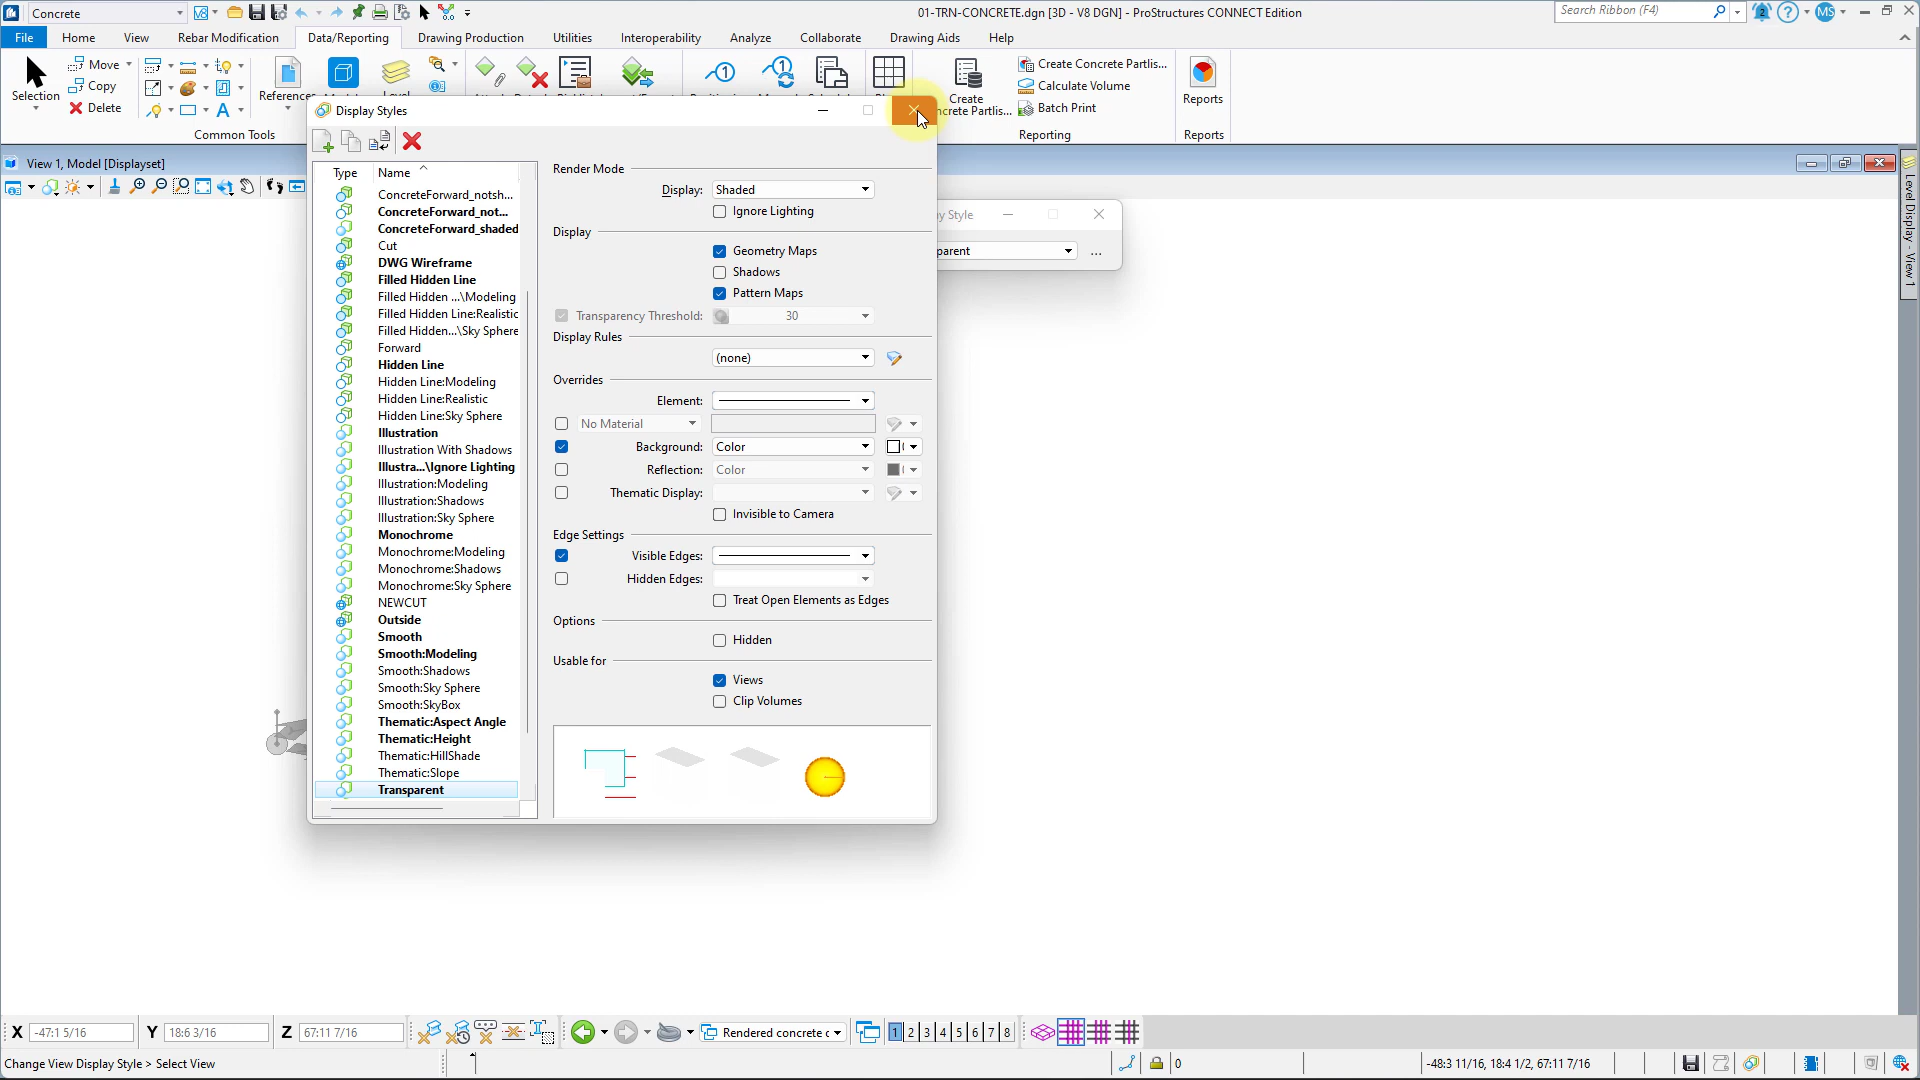 Concrete
01-TRN-CONCRETE.dgn [3D - V8 DGN] - ProStructures CONNECT Edition
Search Ribbon (F4)
2
MS
File
Home
View
Rebar Modification
Data/Reporting
Drawing Production
Utilities
Interoperability
Analyze
Collaborate
Drawing Aids
Help
Selection
Move
Copy
Delete
References
Create
Create Concrete Partlis...
Calculate Volume
Batch Print
Reports
Common Tools
Reporting
Reports
Display Styles
View 1, Model [Displayset]
Type
Name
ConcreteForward_notsh...
ConcreteForward_not...
ConcreteForward_shaded
Cut
DWG Wireframe
Filled Hidden Line
Filled Hidden ...\Modeling
Filled Hidden Line:Realistic
Filled Hidden...\Sky Sphere
Forward
Hidden Line
Hidden Line:Modeling
Hidden Line:Realistic
Hidden Line:Sky Sphere
Illustration
Illustration With Shadows
Illustra...\Ignore Lighting
Illustration:Modeling
Illustration:Shadows
Illustration:Sky Sphere
Monochrome
Monochrome:Modeling
Monochrome:Shadows
Monochrome:Sky Sphere
NEWCUT
Outside
Smooth
Smooth:Modeling
Smooth:Shadows
Smooth:Sky Sphere
Smooth:SkyBox
Thematic:Aspect Angle
Thematic:Height
Thematic:HillShade
Thematic:Slope
Transparent
Render Mode
Display: Shaded
Ignore Lighting
Display
Geometry Maps
Shadows
Pattern Maps
Transparency Threshold: 30
Display Rules
(none)
Overrides
Element:
No Material
Background: Color
Reflection: Color
Thematic Display:
Invisible to Camera
Edge Settings
Visible Edges:
Hidden Edges:
Treat Open Elements as Edges
Options
Hidden
Usable for
Views
Clip Volumes
Style
parent
...
Level Display - View 1
X -47:1 5/16 Y 18:6 3/16 Z 67:11 7/16
Rendered concrete
1 2 3 4 5 6 7 8
Change View Display Style > Select View
0
-48:3 11/16, 18:4 1/2, 67:11 7/16